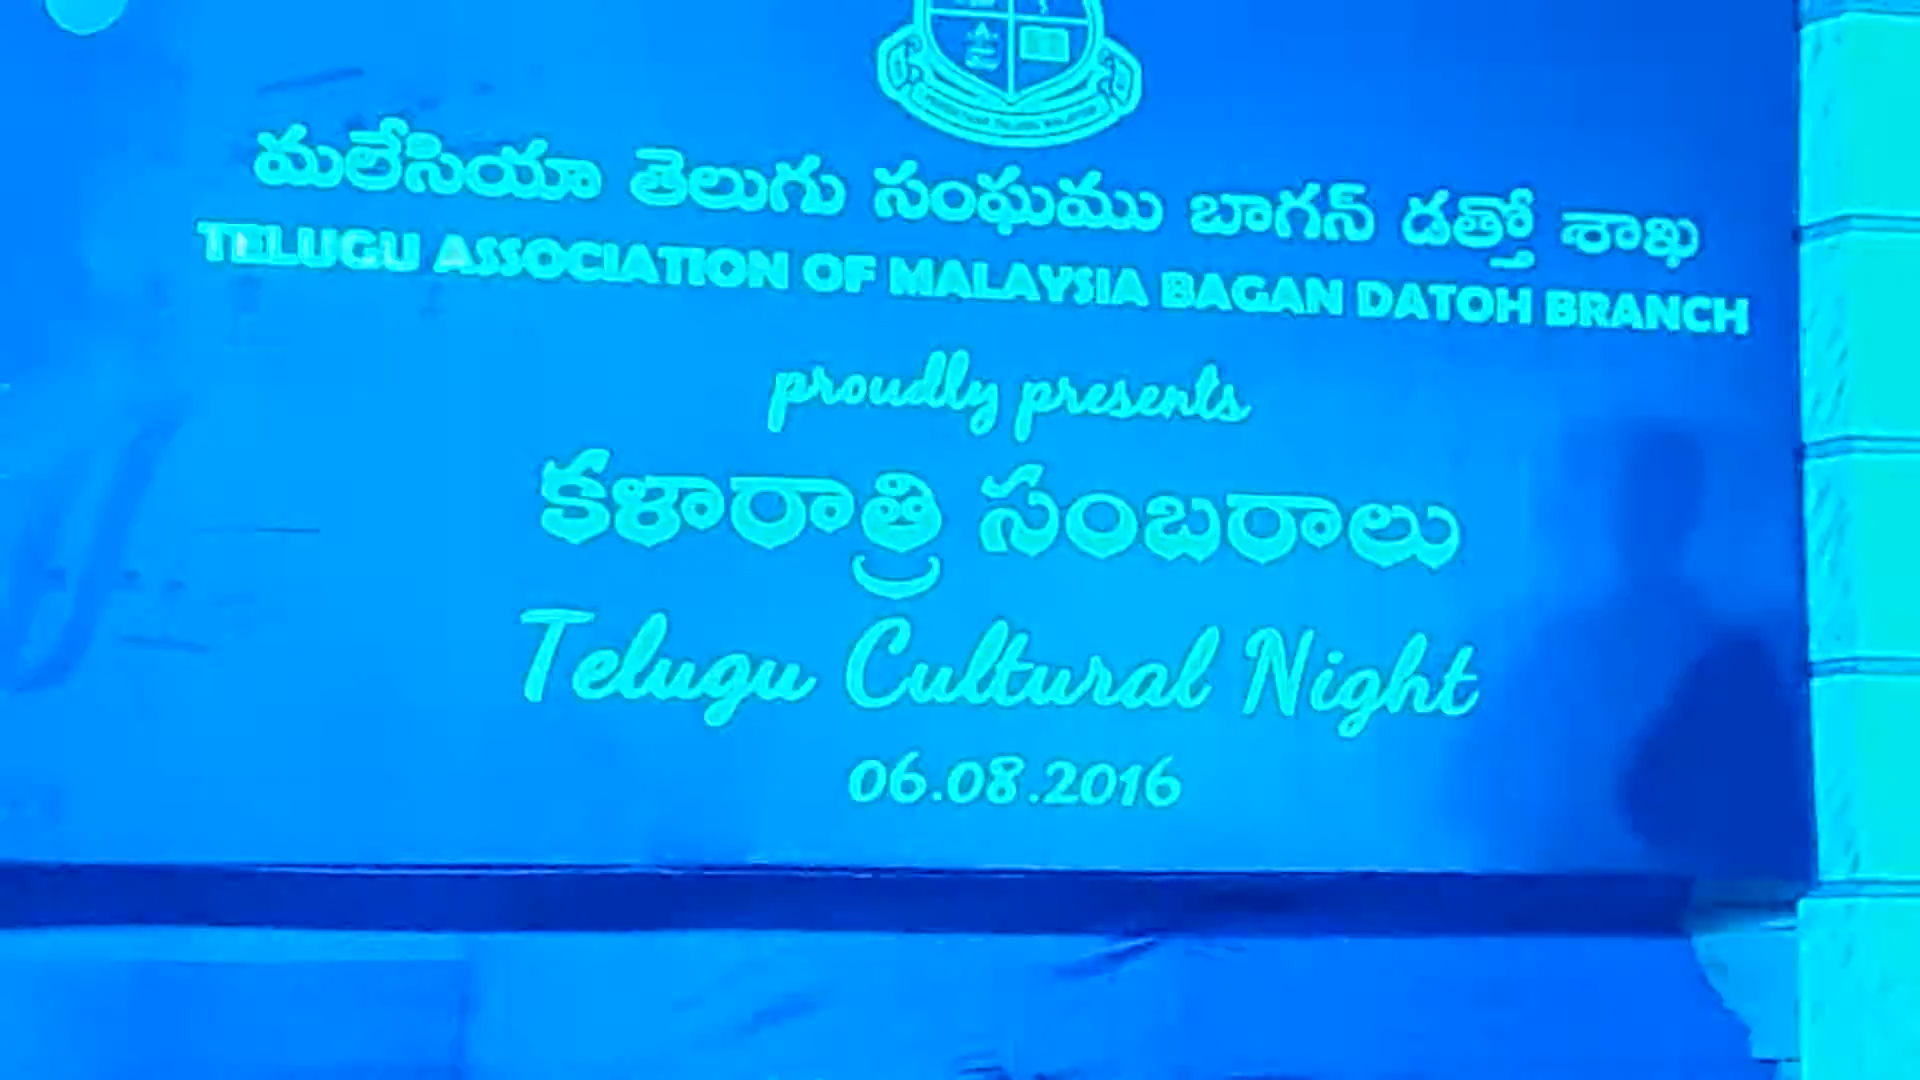 మలేసియా తెలుగు సంఘము బాగన్ డత్తో శాఖ
TELUGU ASSOCIATION OF MALAYSIA BAGAN DATOH BRANCH
proudly presents
కళారాత్రి సంబరాలు
Telugu Cultural Night
06.08.2016